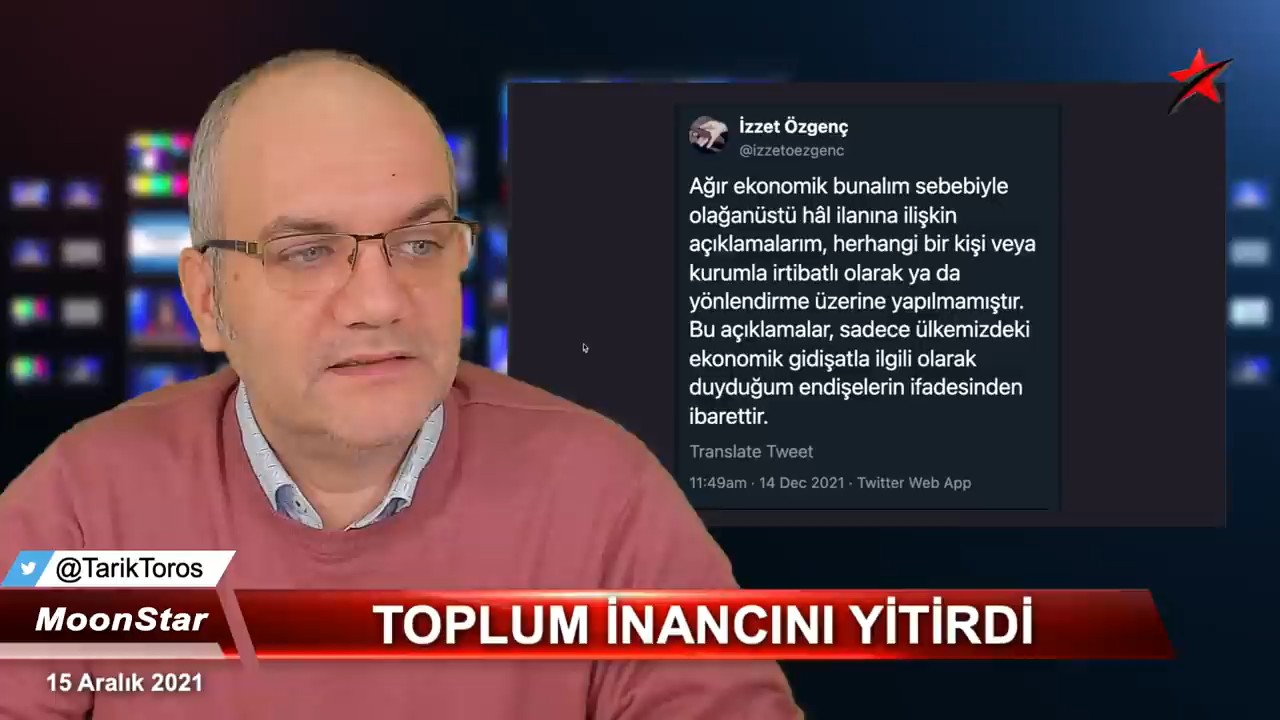 İzzet Özgenç
@izzetoezgenc
Ağır ekonomik bunalım sebebiyle
olağanüstü hâl ilanına ilişkin
açıklamalarım, herhangi bir kişi veya
kurumla irtibatlı olarak ya da
yönlendirme üzerine yapılmamıştır.
Bu açıklamalar, sadece ülkemizdeki
ekonomik gidişatla ilgili olarak
duyduğum endişelerin ifadesinden
ibarettir.
Translate Tweet
11:49am · 14 Dec 2021 · Twitter Web App
@TarikToros
MoonStar
TOPLUM İNANCINI YİTİRDİ
15 Aralık 2021